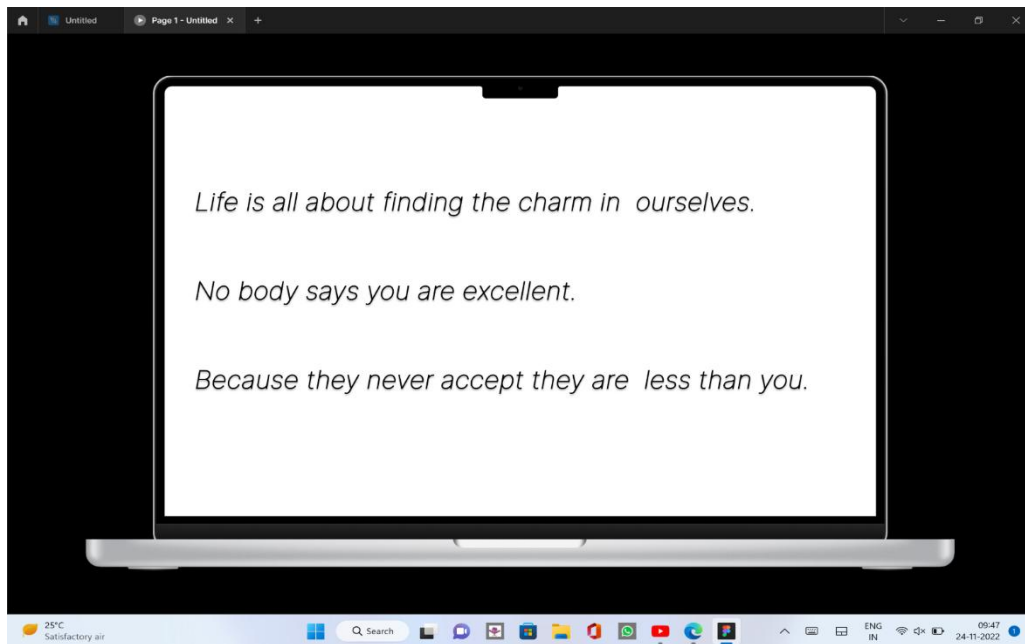 Untitled
Page 1 - Untitled
Life is all about finding the charm in  ourselves.
No body says you are excellent.
Because they never accept they are  less than you.
25°C
Satisfactory air
Search
ENG
IN
09:47
24-11-2022
1